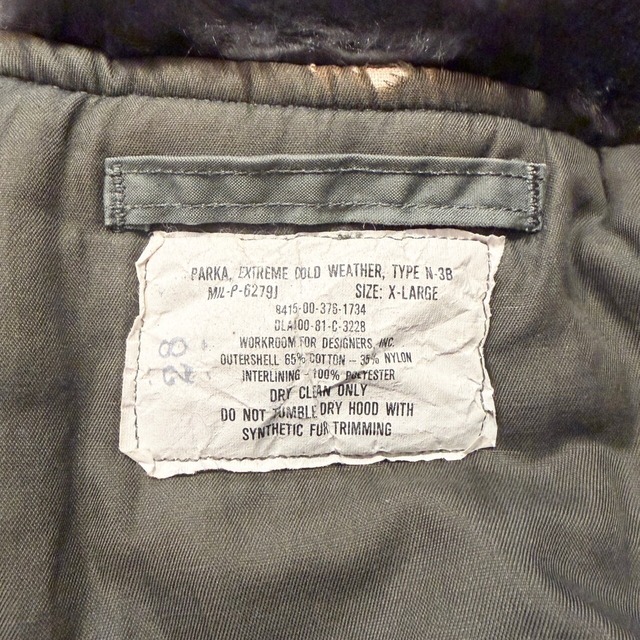 PARKA, EXTREME COLD WEATHER, TYPE N-3B
MIL-P-6279J SIZE: X-LARGE
8415-00-376-1734
DLA100-81-C-3228
WORKROOM FOR DESIGNERS, INC.
OUTERSHELL 65% COTTON – 35% NYLON
INTERLINING - 100% POLYESTER
DRY CLEAN ONLY
DO NOT TUMBLE DRY HOOD WITH
SYNTHETIC FUR TRIMMING
28